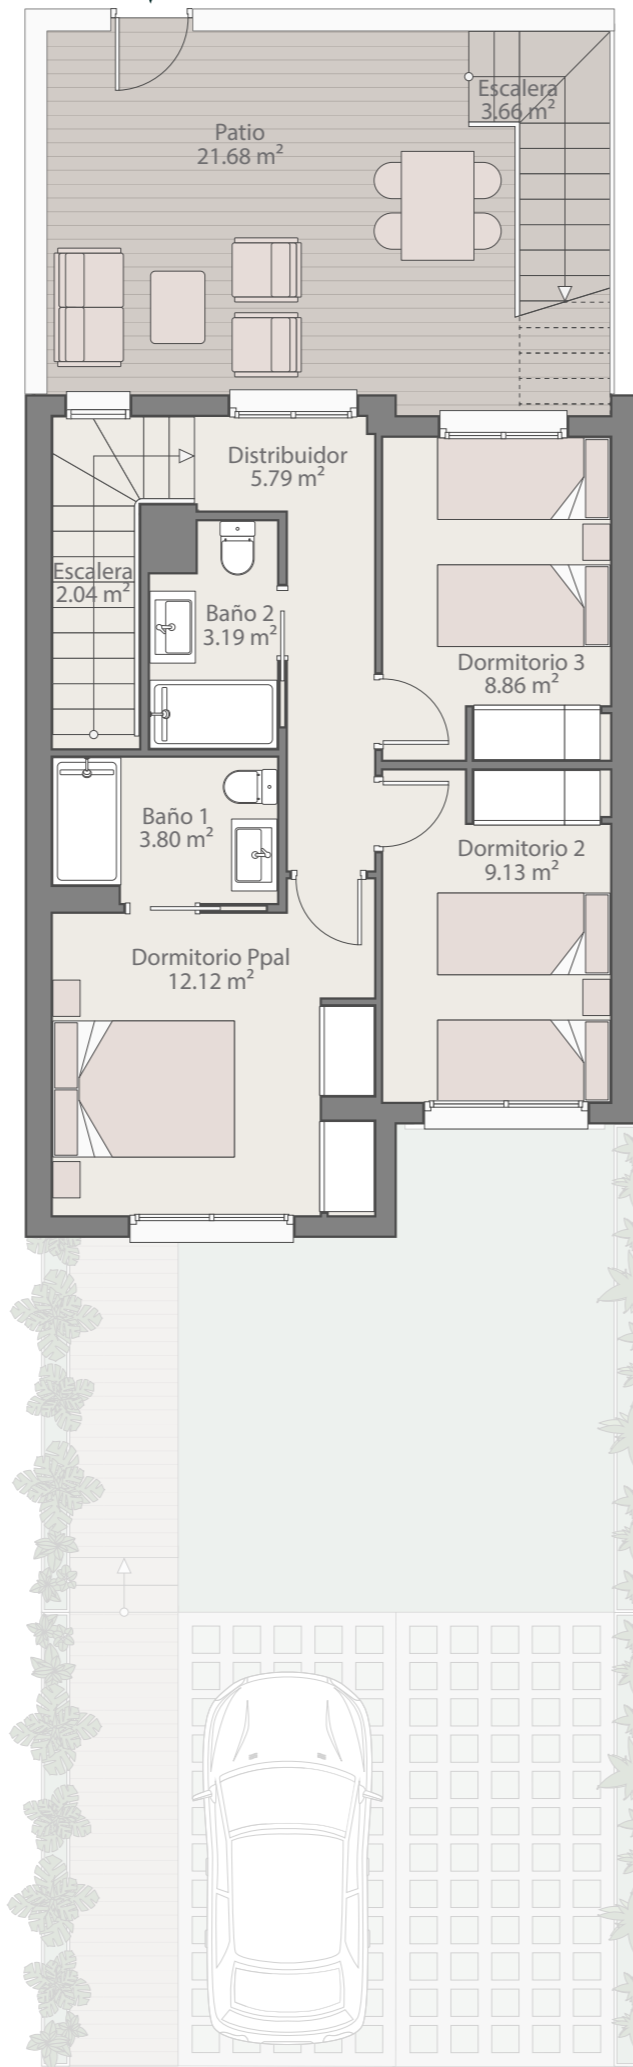 Escalera
3.66 m²
Patio
21.68 m²
Distribuidor
5.79 m²
Escalera
2.04 m²
Baño 2
3.19 m²
Dormitorio 3
8.86 m²
Baño 1
3.80 m²
Dormitorio 2
9.13 m²
Dormitorio Ppal
12.12 m²